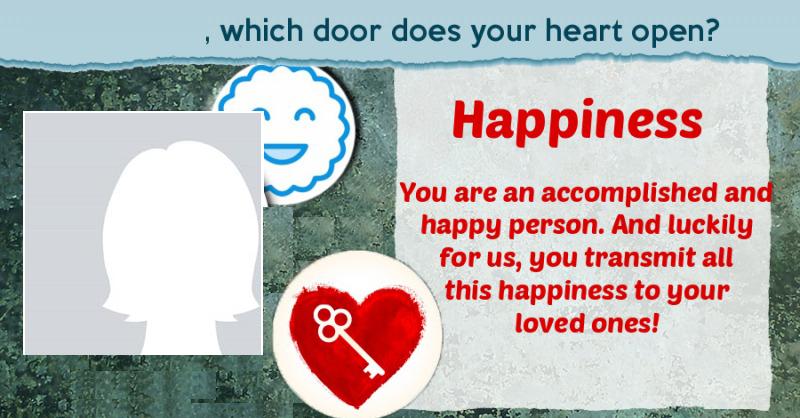 , which door does your heart open?
Happiness
You are an accomplished and
happy person. And luckily
for us, you transmit all
this happiness to your
loved ones!